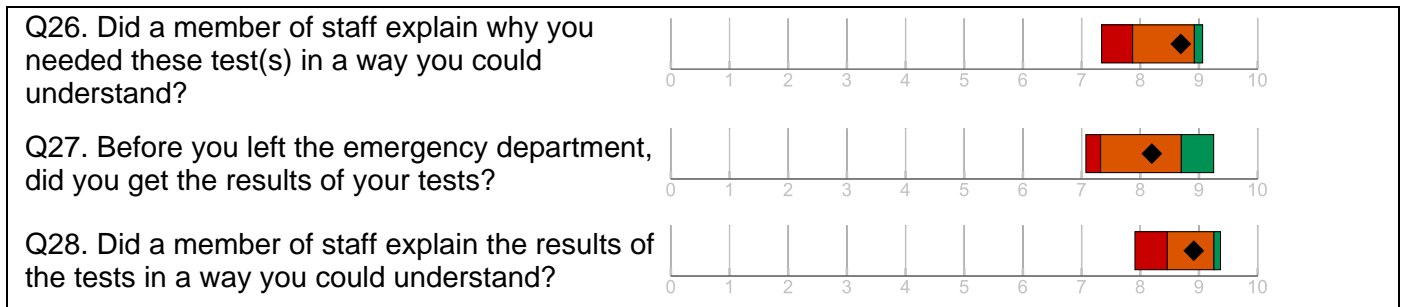 Q26. Did a member of staff explain why you
needed these test(s) in a way you could
understand?
0 1 2 3 4 5 6 7 8 9 10
Q27. Before you left the emergency department,
did you get the results of your tests?
0 1 2 3 4 5 6 7 8 9 10
Q28. Did a member of staff explain the results of
the tests in a way you could understand?
0 1 2 3 4 5 6 7 8 9 10